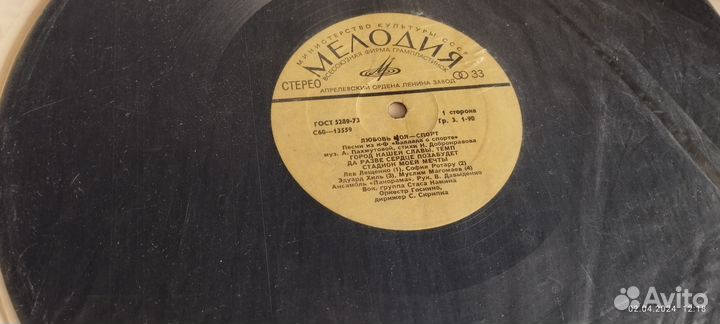 МИНИСТЕРСТВО КУЛЬТУРЫ СССР
МЕЛОДИЯ
ВСЕСОЮЗНАЯ ФИРМА ГРАМПЛАСТИНОК
СТЕРЕО
33
АПРЕЛЕВСКИЙ ОРДЕНА ЛЕНИНА ЗАВОД
ГОСТ 5289-73
С60—13559
1 сторона
Гр. 3. 1-90
ЛЮБОВЬ МОЯ—СПОРТ
Песни из к-ф «Баллада о спорте»
муз. А. Пахмутовой, стихи Н. Добронравова
ГОРОД НАШЕЙ СЛАВЫ, ТЕМП
ДА РАЗВЕ СЕРДЦЕ ПОЗАБУДЕТ
СТАДИОН МОЕЙ МЕЧТЫ
Лев Лещенко (1), София Ротару (2)
Эдуард Хиль (3), Муслим Магомаев (4)
Ансамбль «Панорама». Рук. В. Давыденко
Вок. группа Стаса Намина
Оркестр Госкино,
дирижер С. Скрипка
Avito
02.04.2024 12:18